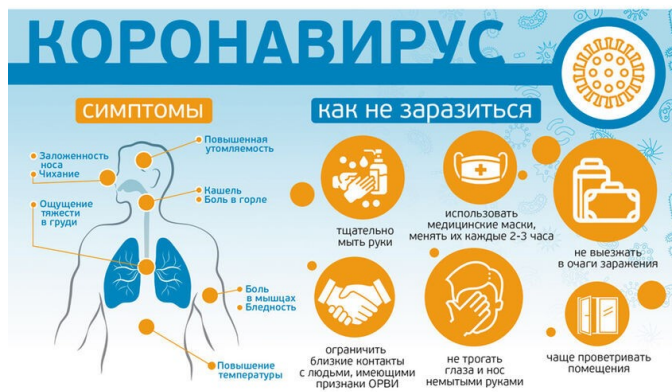 КОРОНАВИРУС
СИМПТОМЫ
Заложенность
носа
Чихание
Ощущение
тяжести
в груди
Повышенная
утомляемость
Кашель
Боль в горле
Боль
в мышцах
Бледность
Повышение
температуры
как не заразиться
тщательно
мыть руки
использовать
медицинские маски,
менять их каждые 2-3 часа
не выезжать
в очаги заражения
ограничить
близкие контакты
с людьми, имеющими
признаки ОРВИ
не трогать
глаза и нос
немытыми руками
чаще проветривать
помещения